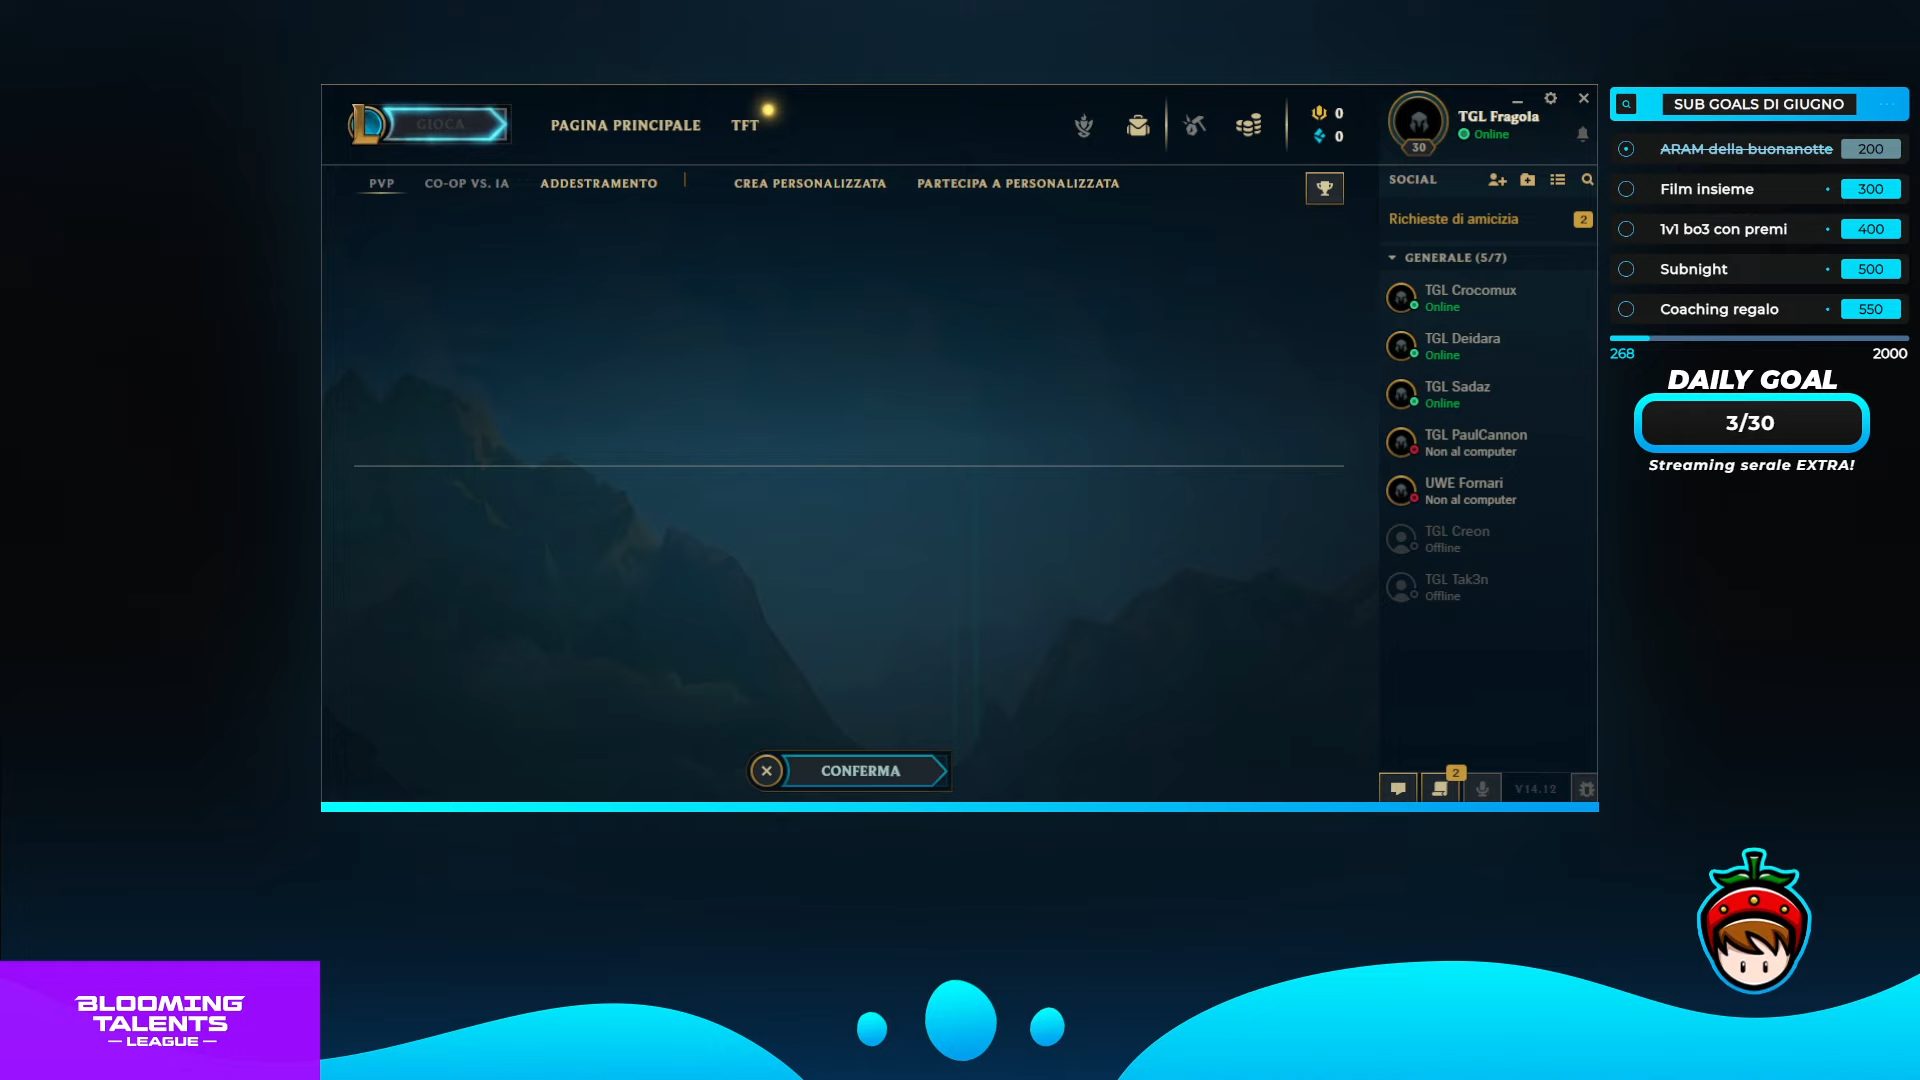 GIOCA
PAGINA PRINCIPALE
TFT
0
0
30
TGL Fragola
Online
PVP
CO-OP VS. IA
ADDESTRAMENTO
CREA PERSONALIZZATA
PARTECIPA A PERSONALIZZATA
SOCIAL
Richieste di amicizia
2
GENERALE (5/7)
TGL Crocomux
Online
TGL Deidara
Online
TGL Sadaz
Online
TGL PaulCannon
Non al computer
UWE Fornari
Non al computer
TGL Creon
Offline
TGL Tak3n
Offline
CONFERMA
2
V14.12
SUB GOALS DI GIUGNO
ARAM della buonanotte 200
Film insieme 300
1v1 bo3 con premi 400
Subnight 500
Coaching regalo 550
268 2000
DAILY GOAL
3/30
Streaming serale EXTRA!
BLOOMING
TALENTS
LEAGUE